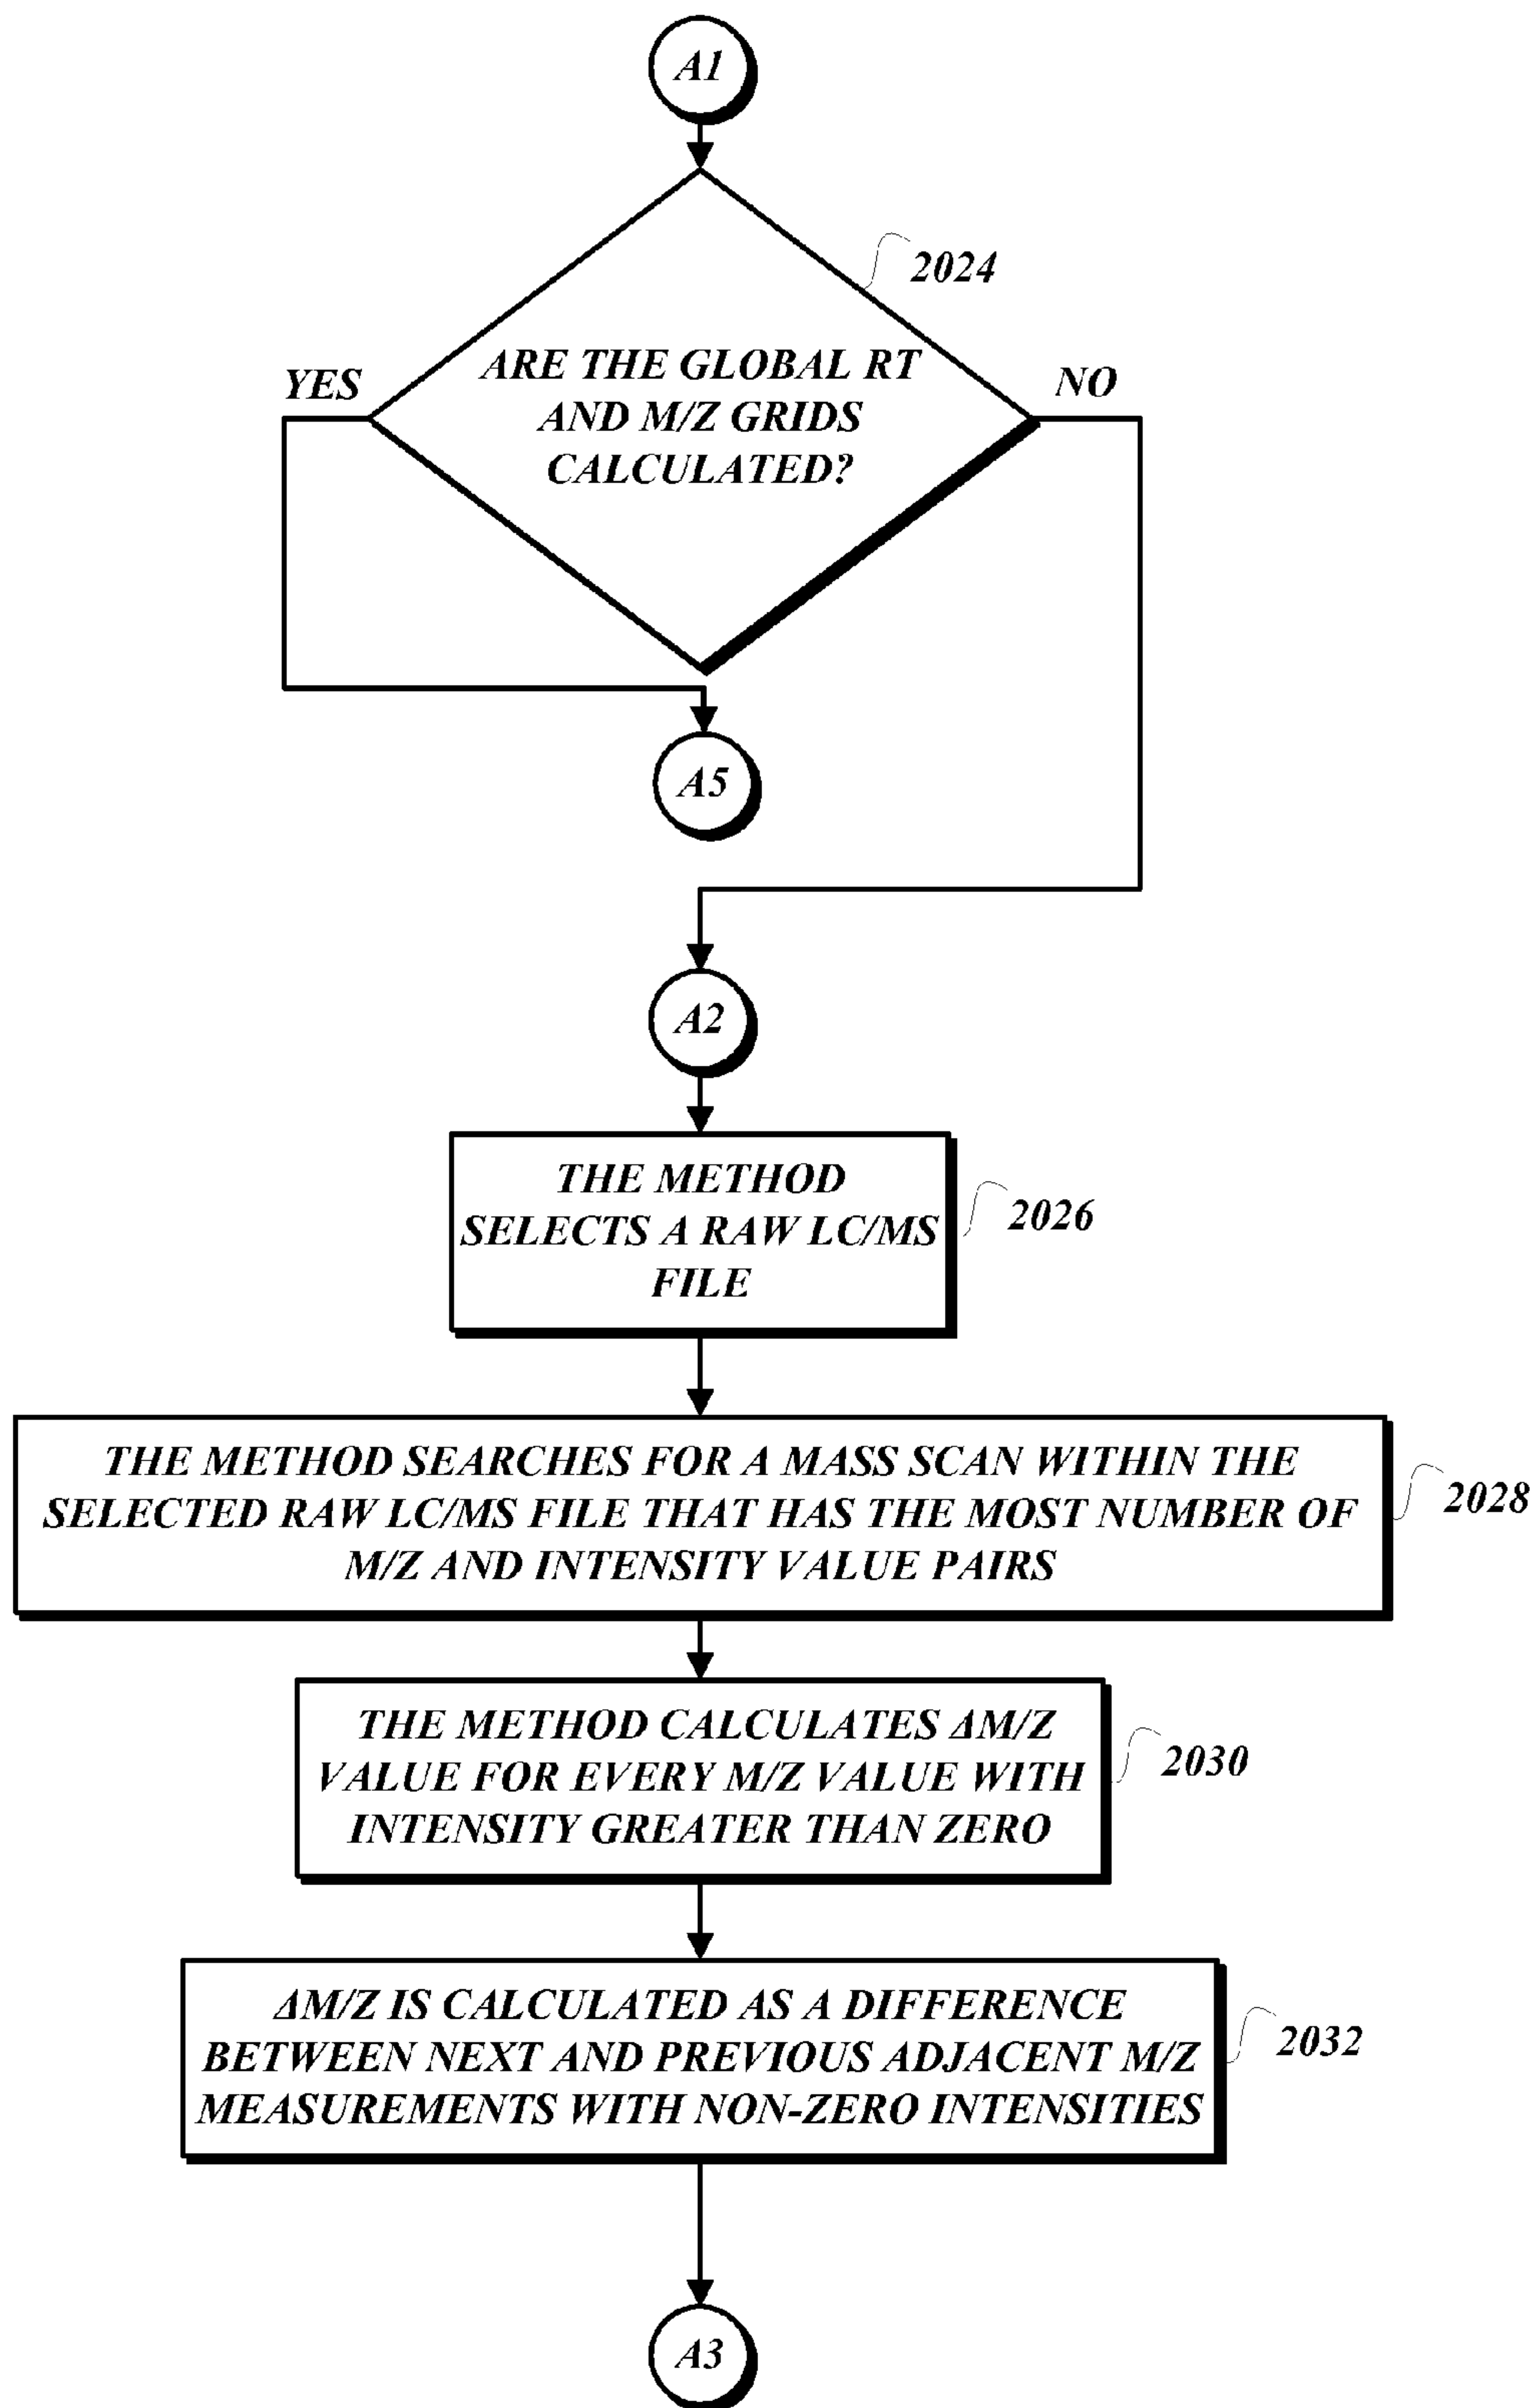 A1
2024
ARE THE GLOBAL RT
AND M/Z GRIDS
CALCULATED?
YES
NO
A5
A2
THE METHOD
SELECTS A RAW LC/MS
FILE
2026
THE METHOD SEARCHES FOR A MASS SCAN WITHIN THE
SELECTED RAW LC/MS FILE THAT HAS THE MOST NUMBER OF
M/Z AND INTENSITY VALUE PAIRS
2028
THE METHOD CALCULATES ΔM/Z
VALUE FOR EVERY M/Z VALUE WITH
INTENSITY GREATER THAN ZERO
2030
ΔM/Z IS CALCULATED AS A DIFFERENCE
BETWEEN NEXT AND PREVIOUS ADJACENT M/Z
MEASUREMENTS WITH NON-ZERO INTENSITIES
2032
A3